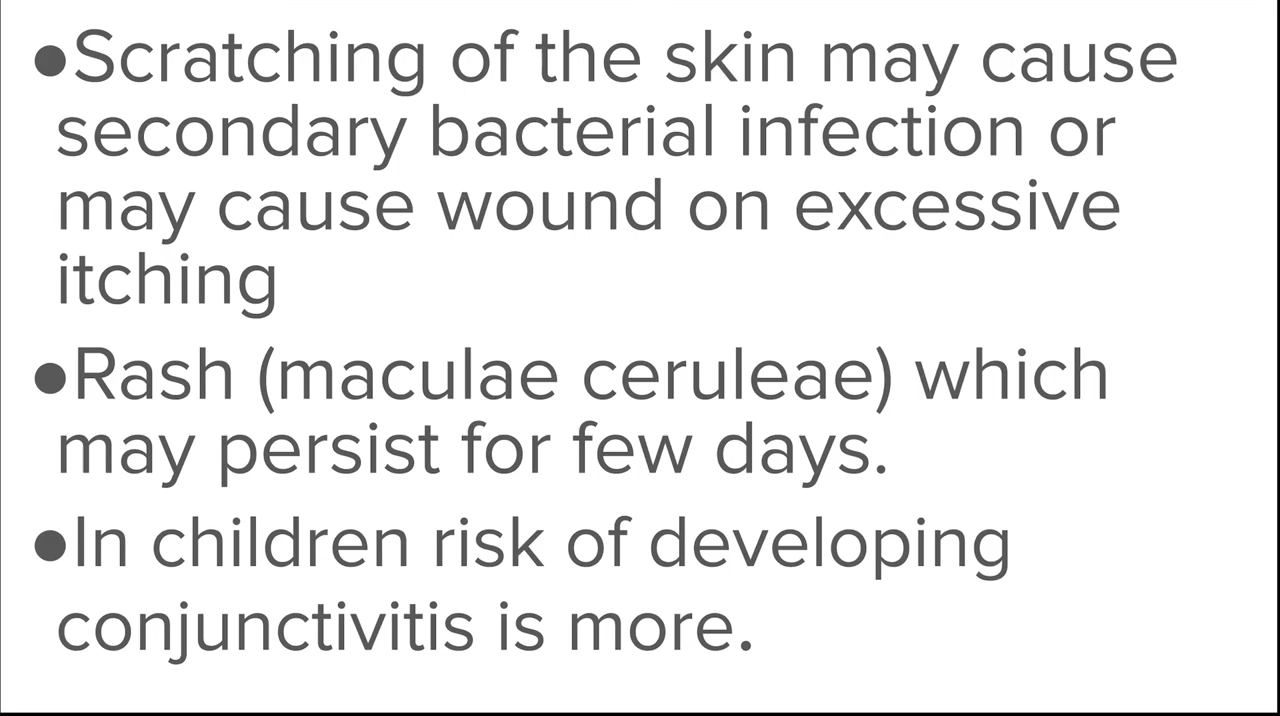 ●Scratching of the skin may cause
secondary bacterial infection or
may cause wound on excessive
itching
●Rash (maculae ceruleae) which
may persist for few days.
●In children risk of developing
conjunctivitis is more.